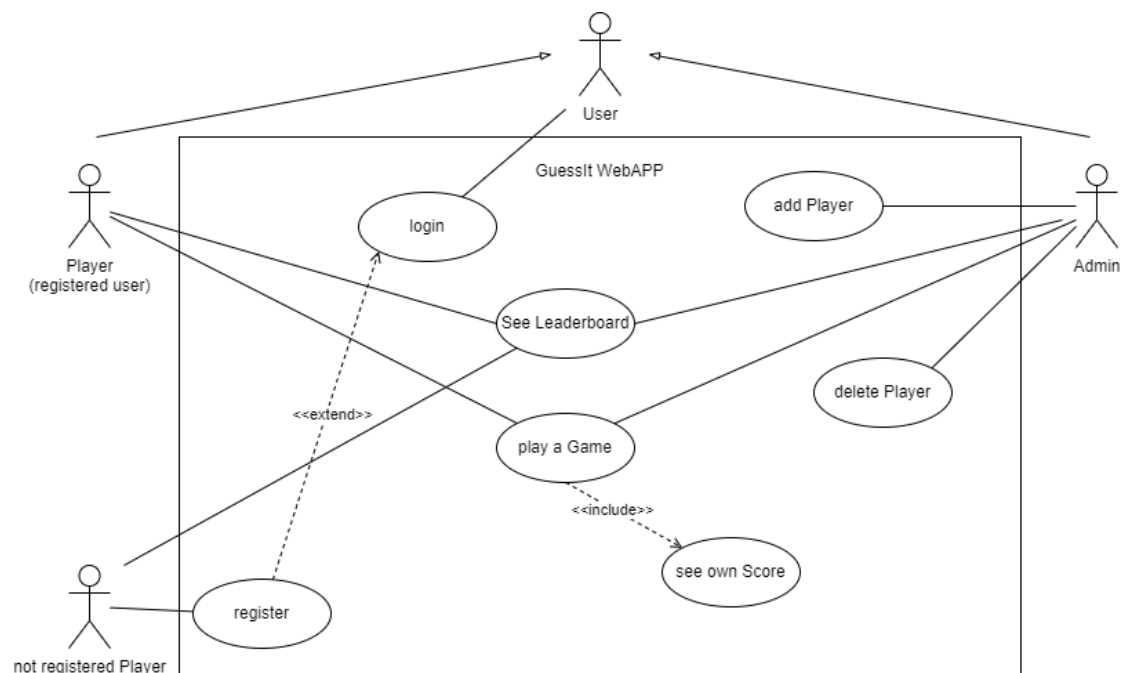 User
GuessIt WebAPP
add Player
login
Player
(registered user)
Admin
See Leaderboard
delete Player
<<extend>>
play a Game
<<include>>
see own Score
register
not registered Player